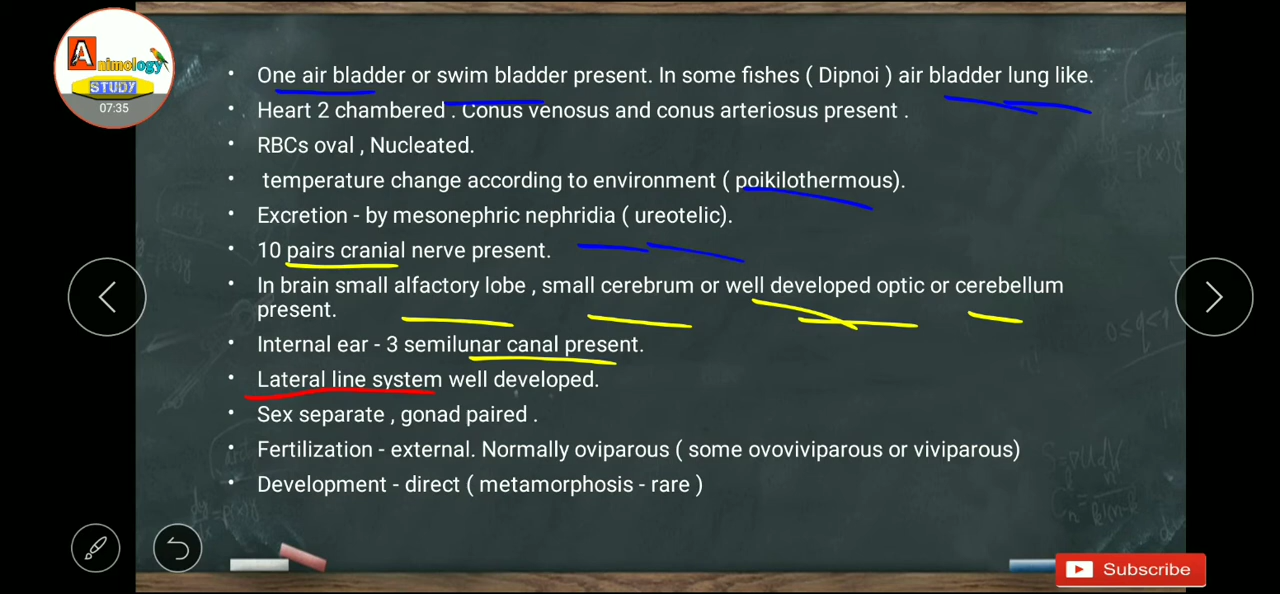 Animology
STUDY
07:35
• One air bladder or swim bladder present. In some fishes ( Dipnoi ) air bladder lung like.
• Heart 2 chambered . Conus venosus and conus arteriosus present .
• RBCs oval , Nucleated.
• temperature change according to environment ( poikilothermous).
• Excretion - by mesonephric nephridia ( ureotelic).
• 10 pairs cranial nerve present.
• In brain small alfactory lobe , small cerebrum or well developed optic or cerebellum
present.
• Internal ear - 3 semilunar canal present.
• Lateral line system well developed.
• Sex separate , gonad paired .
• Fertilization - external. Normally oviparous ( some ovoviviparous or viviparous)
• Development - direct ( metamorphosis - rare )
Subscribe